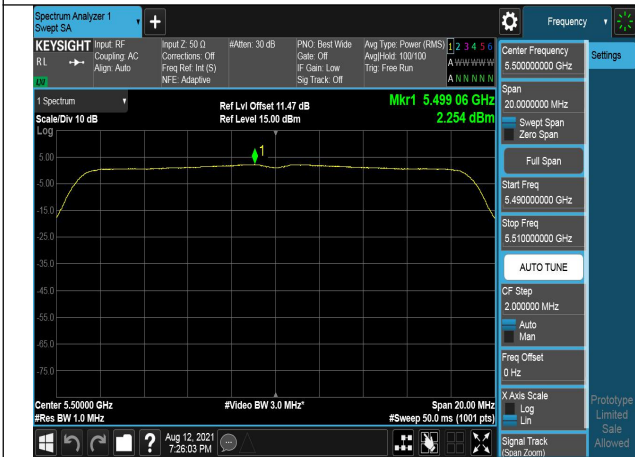 Spectrum Analyzer 1
Swept SA
+
Frequency
KEYSIGHT
RL
LXI
Input: RF
Coupling: AC
Align: Auto
Input Z: 50 Ω
Corrections: Off
Freq Ref: Int (S)
NFE: Adaptive
#Atten: 30 dB
PNO: Best Wide
Gate: Off
IF Gain: Low
Sig Track: Off
Avg Type: Power (RMS)
Avg|Hold: 100/100
Trig: Free Run
1 2 3 4 5 6
A W W W W W
A N N N N N
1 Spectrum
Scale/Div 10 dB
Log
Ref Lvl Offset 11.47 dB
Ref Level 15.00 dBm
Mkr1 5.499 06 GHz
2.254 dBm
1
5.00
-5.00
-15.0
-25.0
-35.0
-45.0
-55.0
-65.0
-75.0
Center 5.50000 GHz
#Res BW 1.0 MHz
#Video BW 3.0 MHz*
Span 20.00 MHz
#Sweep 50.0 ms (1001 pts)
?
Aug 12, 2021
7:26:03 PM
Center Frequency
5.500000000 GHz
Span
20.0000000 MHz
Swept Span
Zero Span
Full Span
Start Freq
5.490000000 GHz
Stop Freq
5.510000000 GHz
AUTO TUNE
CF Step
2.000000 MHz
Auto
Man
Freq Offset
0 Hz
X Axis Scale
Log
Lin
Signal Track
(Span Zoom)
Settings
Prototype
Limited
Sale
Allowed